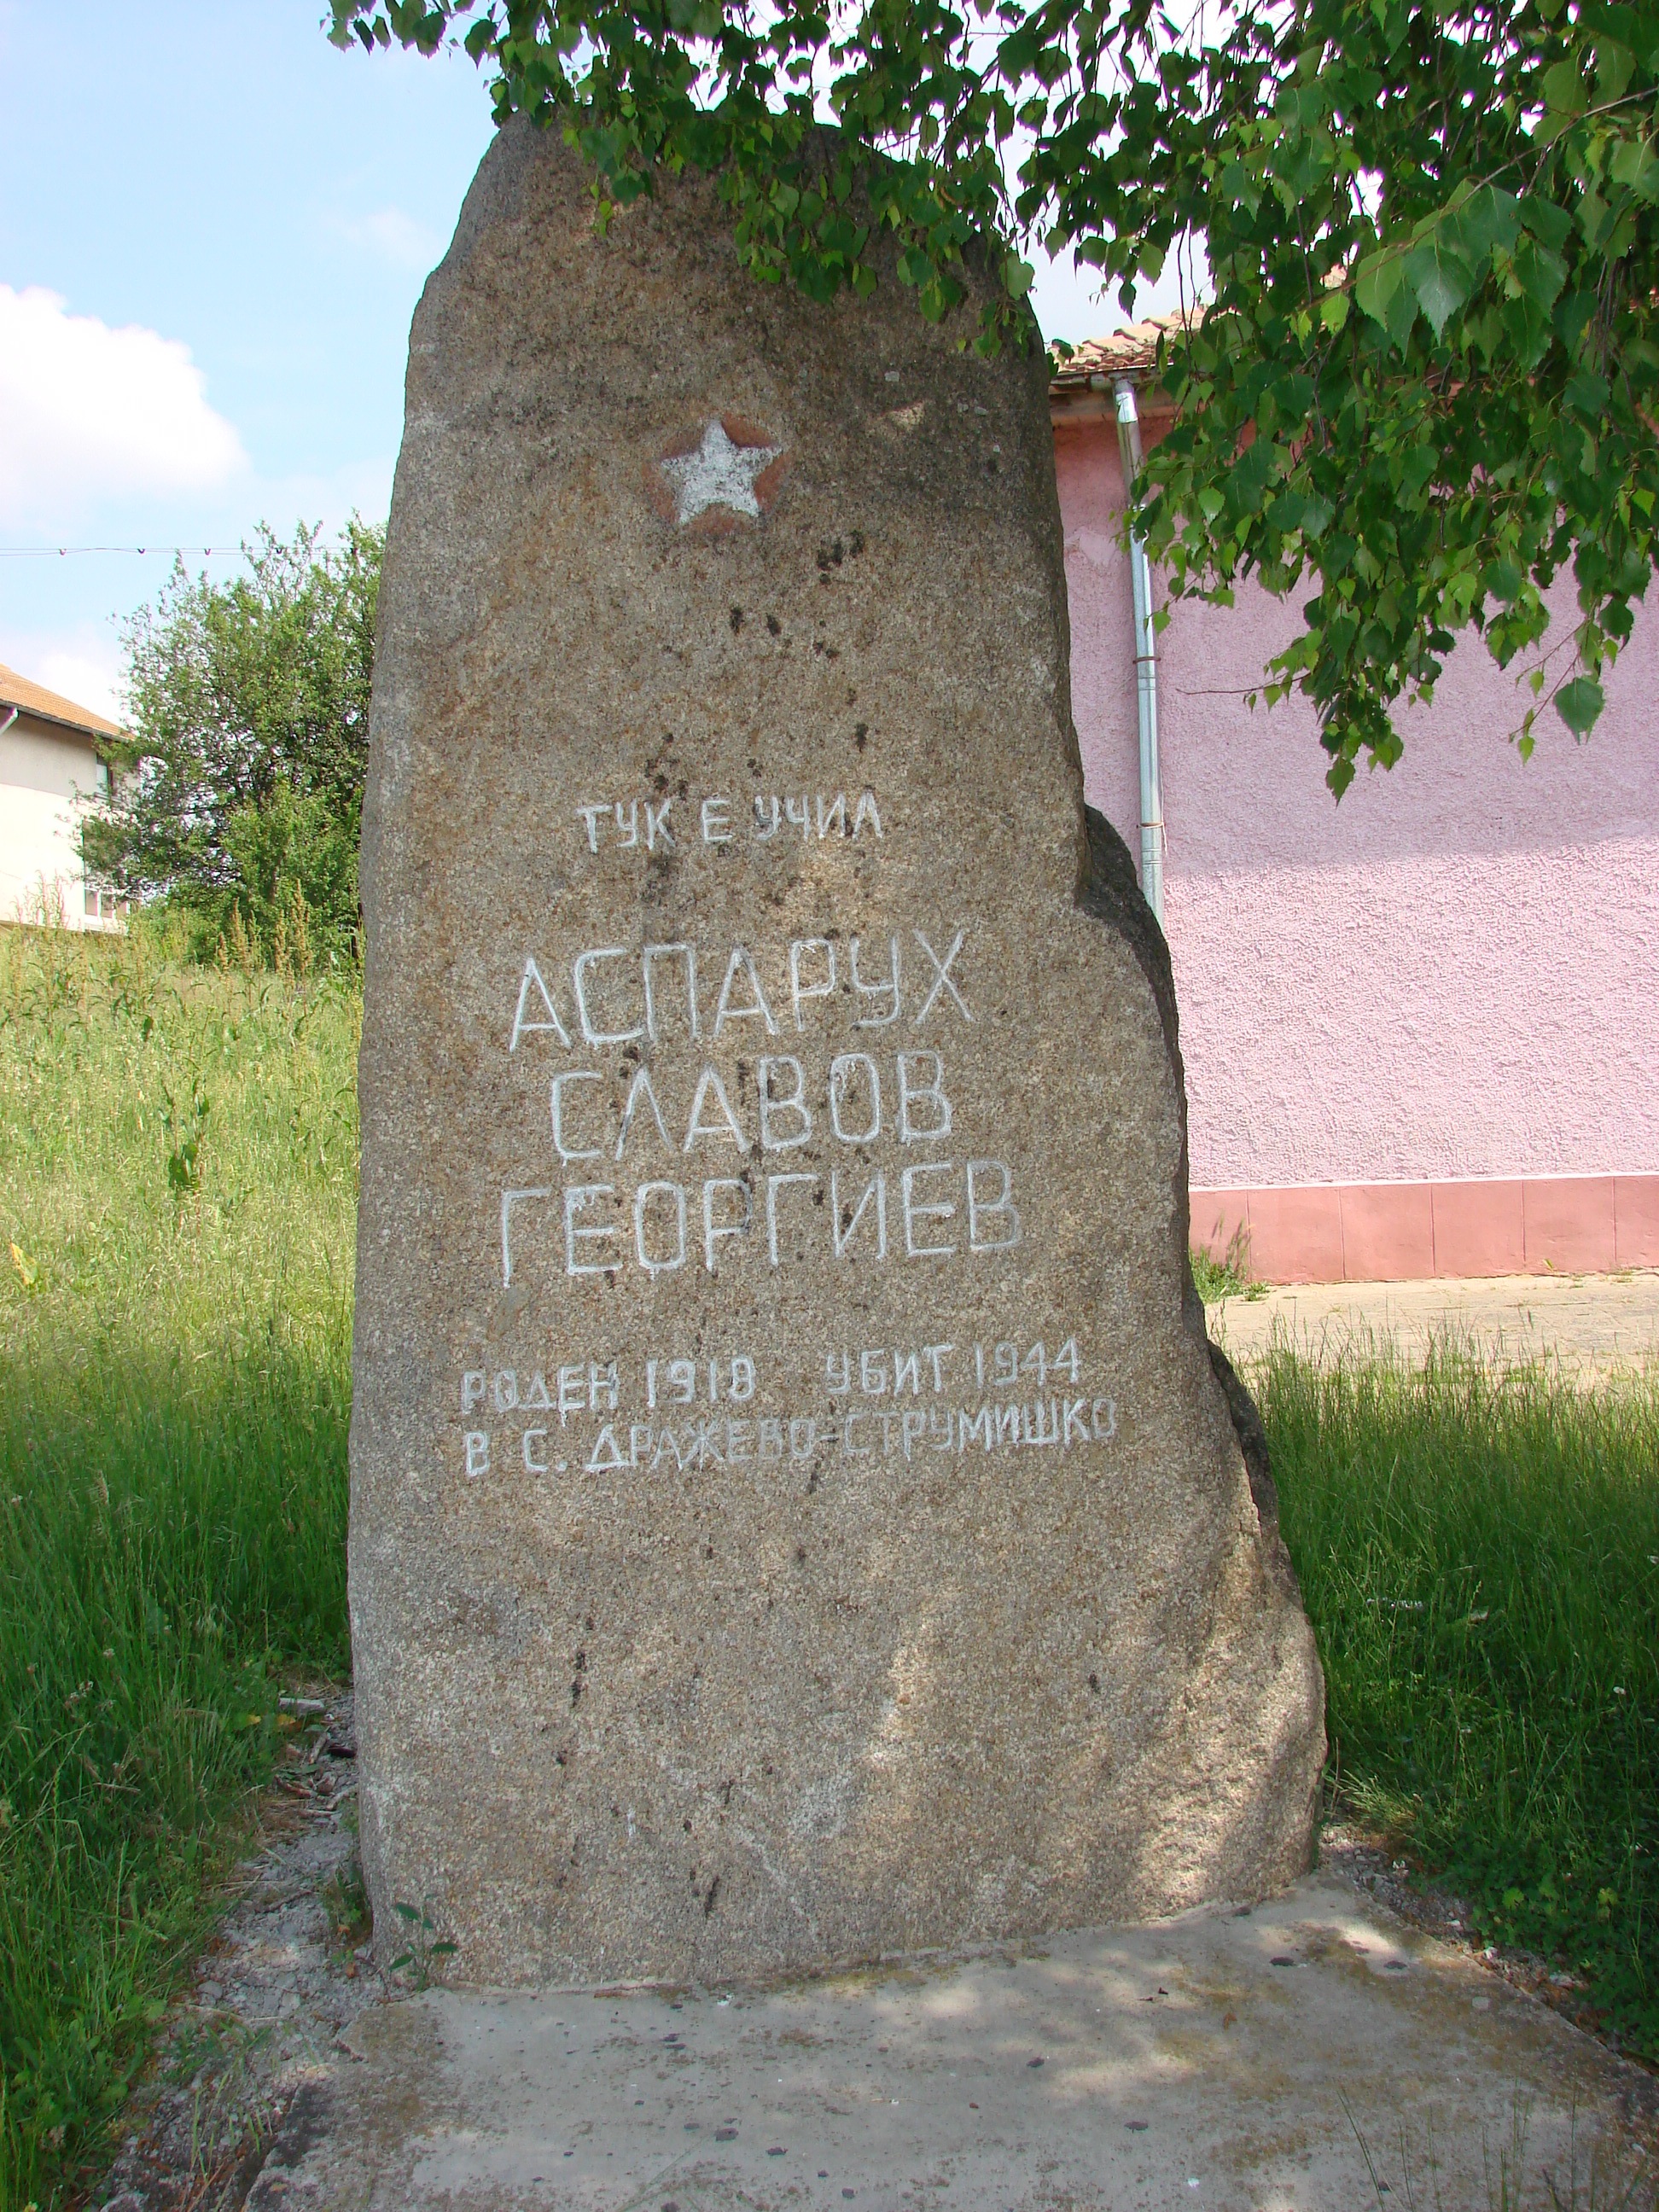 ТУК Е УЧИЛ
АСПАРУХ
СЛАВОВ
ГЕОРГИЕВ
РОДЕН 1918 УБИТ 1944
В С. ДРАЖЕВО-СТРУМИШКО